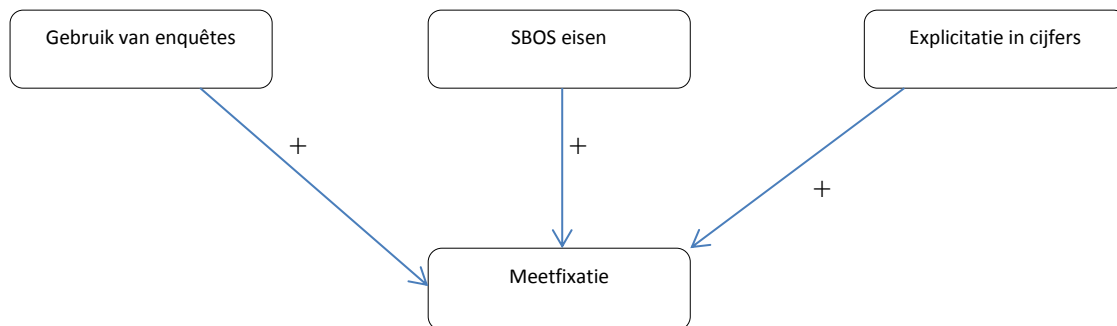 Gebruik van enquêtes
SBOS eisen
Explicitatie in cijfers
+
+
+
Meetfixatie